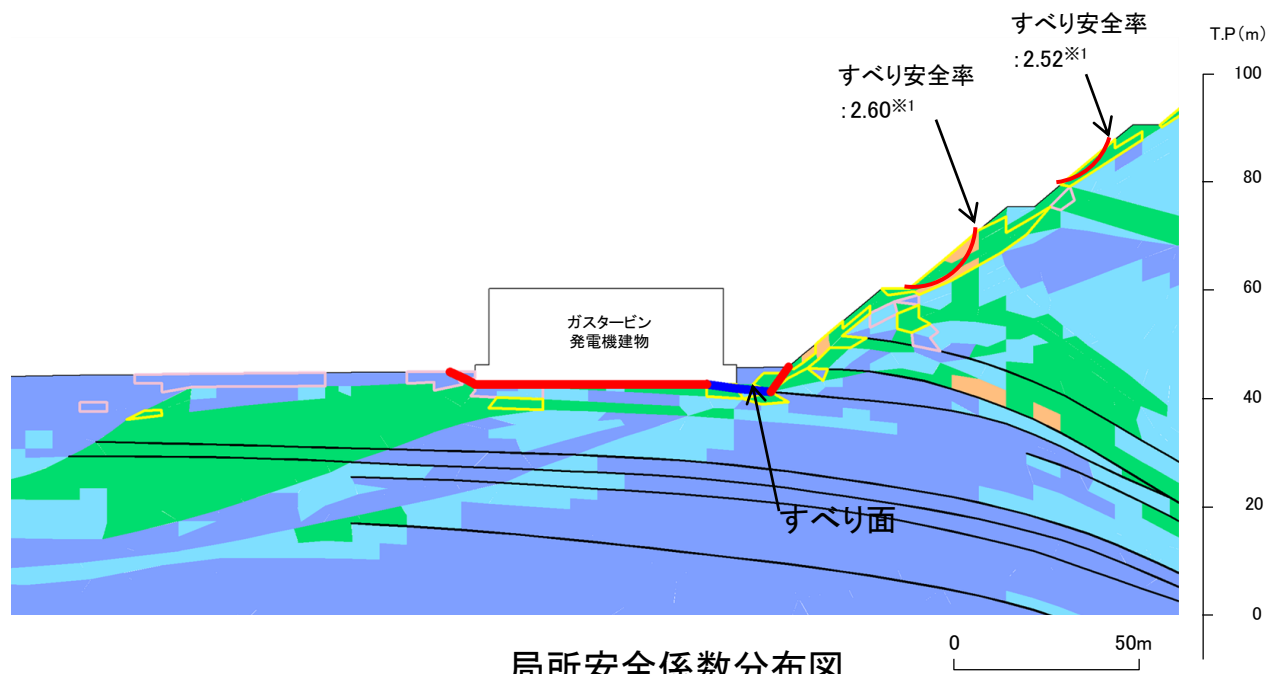 すべり安全率
:2.52※1
T.P(m)
すべり安全率
:2.60※1
100
80
60
ガスタービン
発電機建物
40
20
すべり面
0
0 50m
局所安全係数分布図